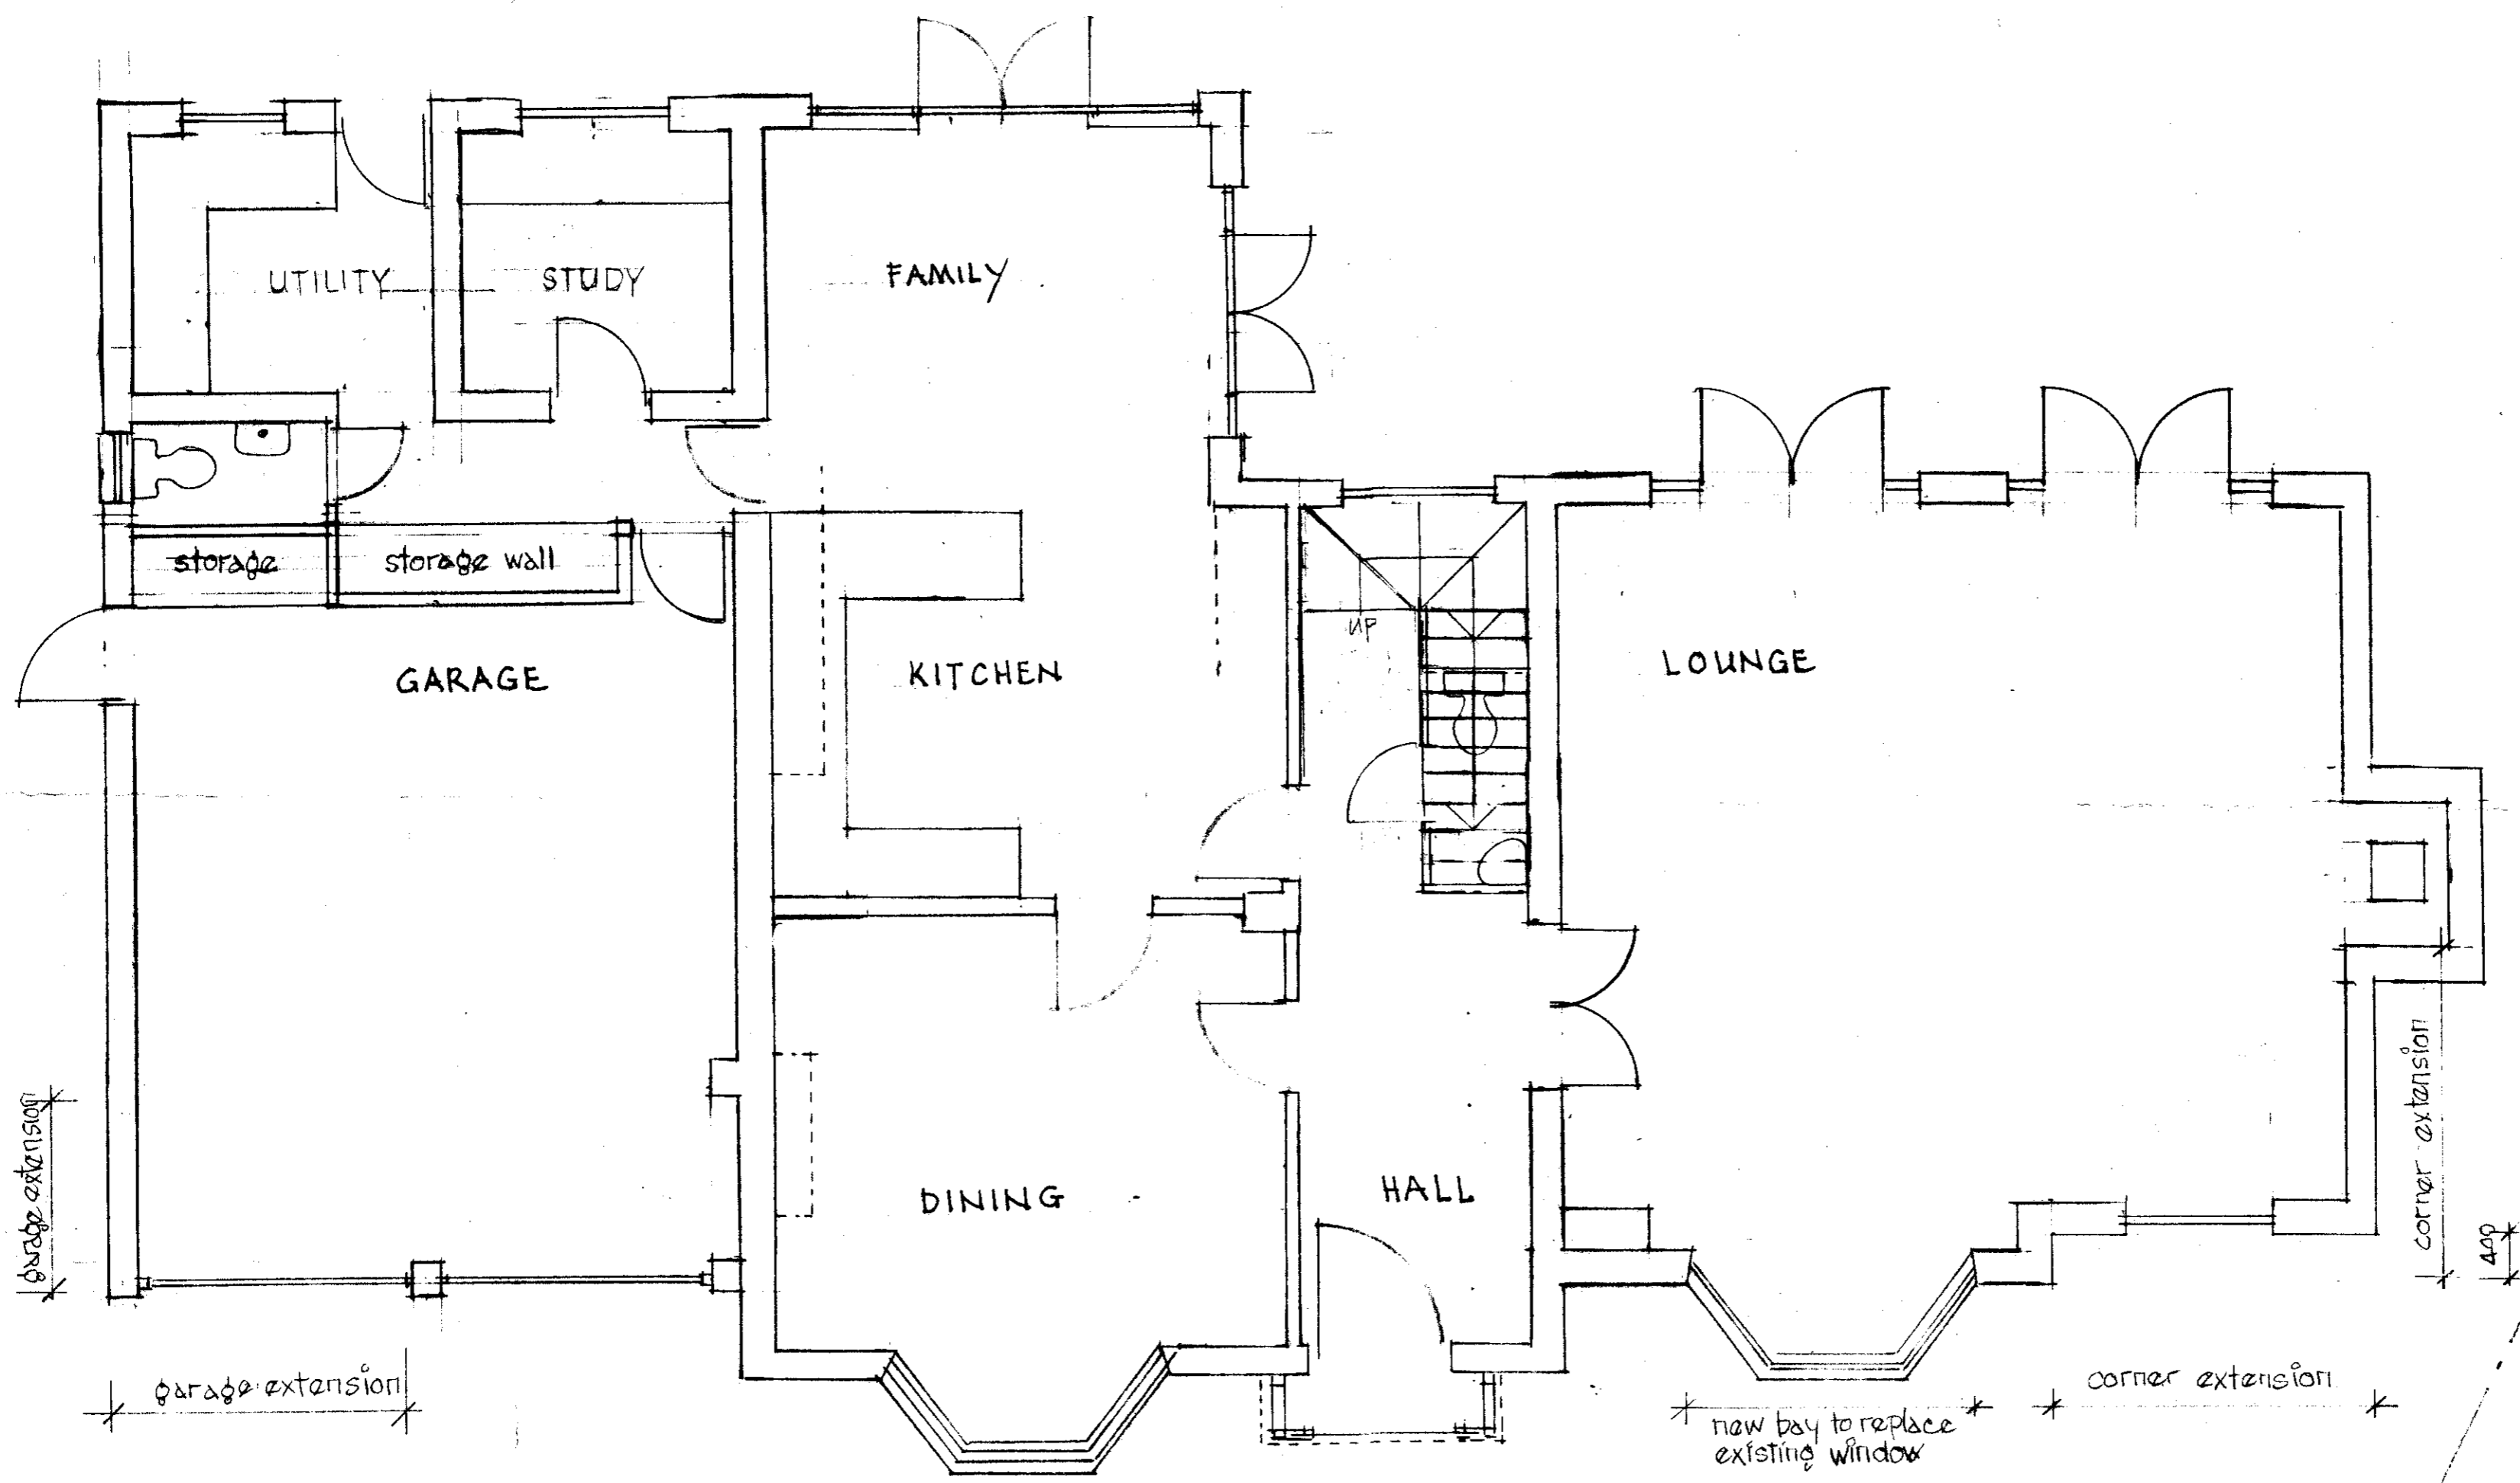 UTILITY
STUDY
FAMILY
storage
storage wall
UP
GARAGE
KITCHEN
LOUNGE
DINING
HALL
garage extension
garage extension
corner extension
400
corner extension
new bay to replace
existing window